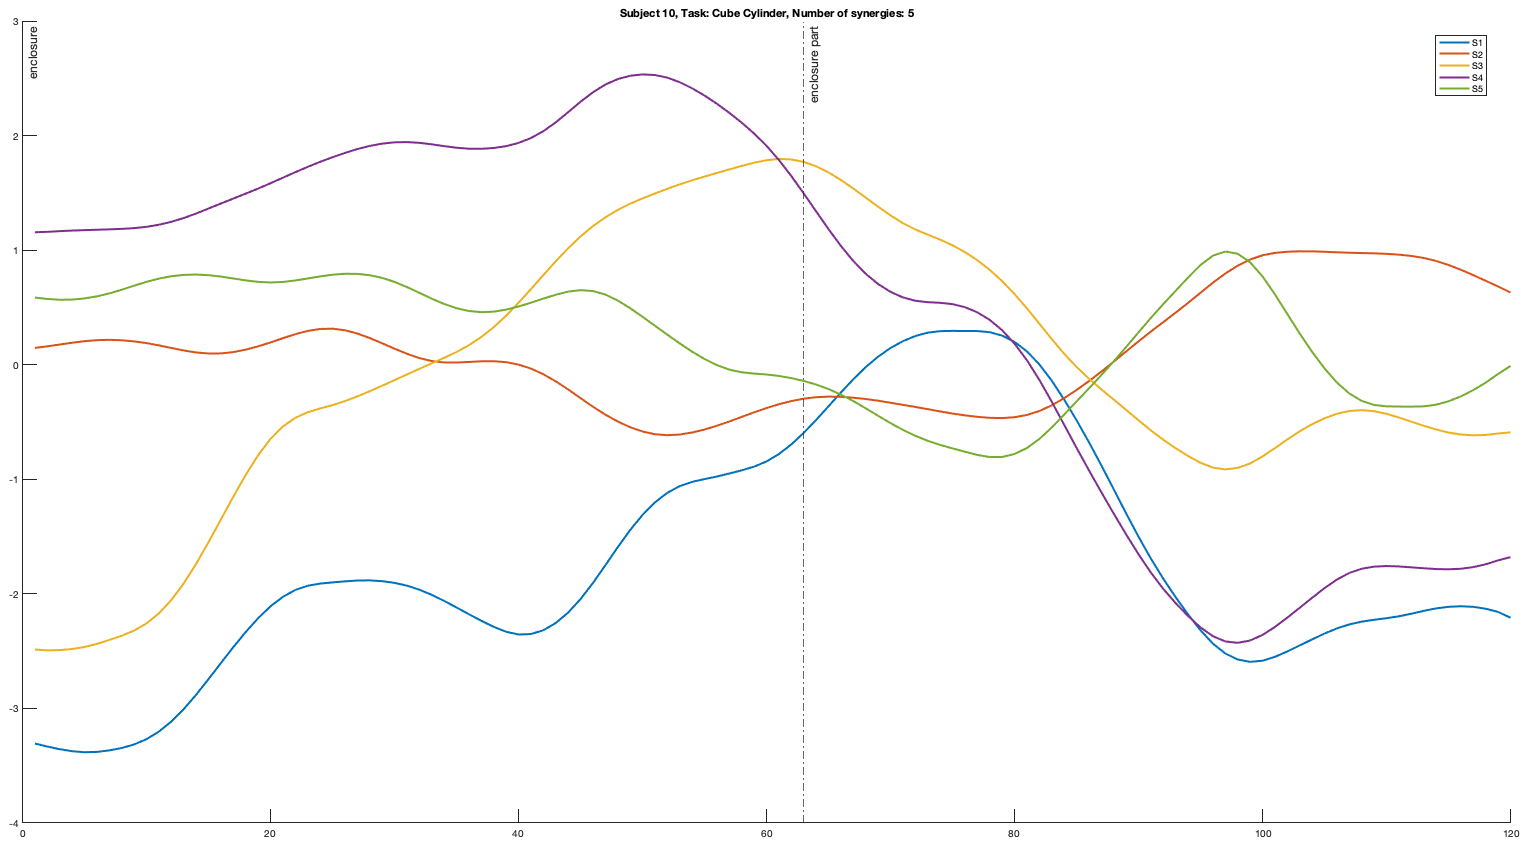 Subject 10, Task: Cube Cylinder, Number of synergies: 5
3
2
1
0
-1
-2
-3
-4
enclosure
enclosure part
S1
S2
S3
S4
S5
0 20 40 60 80 100 120